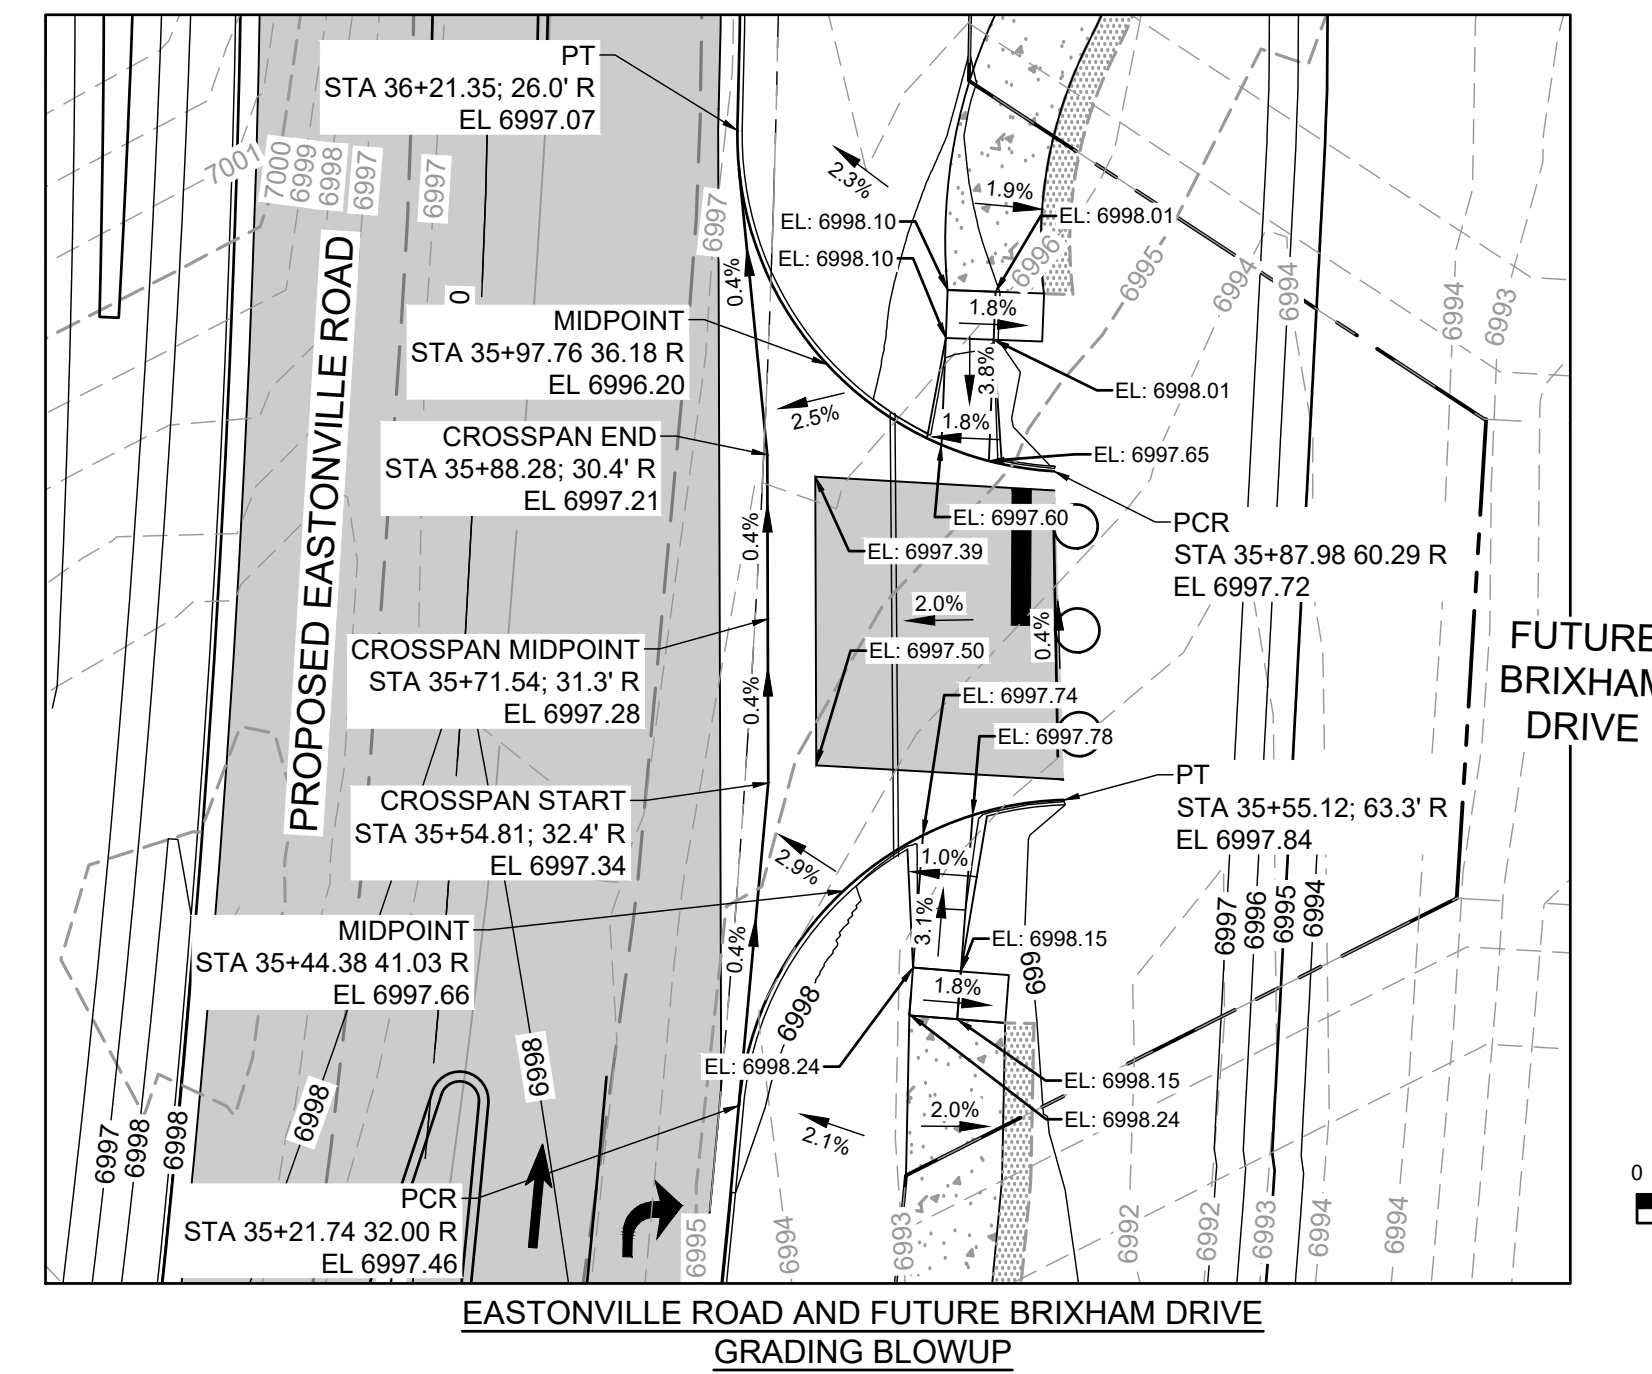 PT
STA 36+21.35; 26.0' R
EL 6997.07
7001
7000
6999
6998
6997
6997
6997
2.3%
1.9%
EL: 6998.10
EL: 6998.01
EL: 6998.10
6996
6995
6994
6994
6994
6993
0.4%
0
1.8%
MIDPOINT
STA 35+97.76 36.18 R
EL 6996.20
3.8%
EL: 6998.01
2.5%
1.8%
CROSSPAN END
STA 35+88.28; 30.4' R
EL 6997.21
EL: 6997.65
PROPOSED EASTONVILLE ROAD
0.4%
EL: 6997.60
EL: 6997.39
PCR
STA 35+87.98 60.29 R
EL 6997.72
2.0%
0.4%
CROSSPAN MIDPOINT
STA 35+71.54; 31.3' R
EL 6997.28
EL: 6997.50
0.4%
EL: 6997.74
EL: 6997.78
FUTURE
BRIXHAM
DRIVE
PT
STA 35+55.12; 63.3' R
EL 6997.84
CROSSPAN START
STA 35+54.81; 32.4' R
EL 6997.34
2.9%
1.0%
3.1%
6997
6996
6995
6994
MIDPOINT
STA 35+44.38 41.03 R
EL 6997.66
0.4%
EL: 6998.15
1.8%
6997
6998
EL: 6998.24
EL: 6998.15
EL: 6998.24
2.0%
2.1%
6998
6998
6997
6998
6998
PCR
STA 35+21.74 32.00 R
EL 6997.46
6995
6994
6993
6992
6992
6993
6994
6994
0
EASTONVILLE ROAD AND FUTURE BRIXHAM DRIVE
GRADING BLOWUP